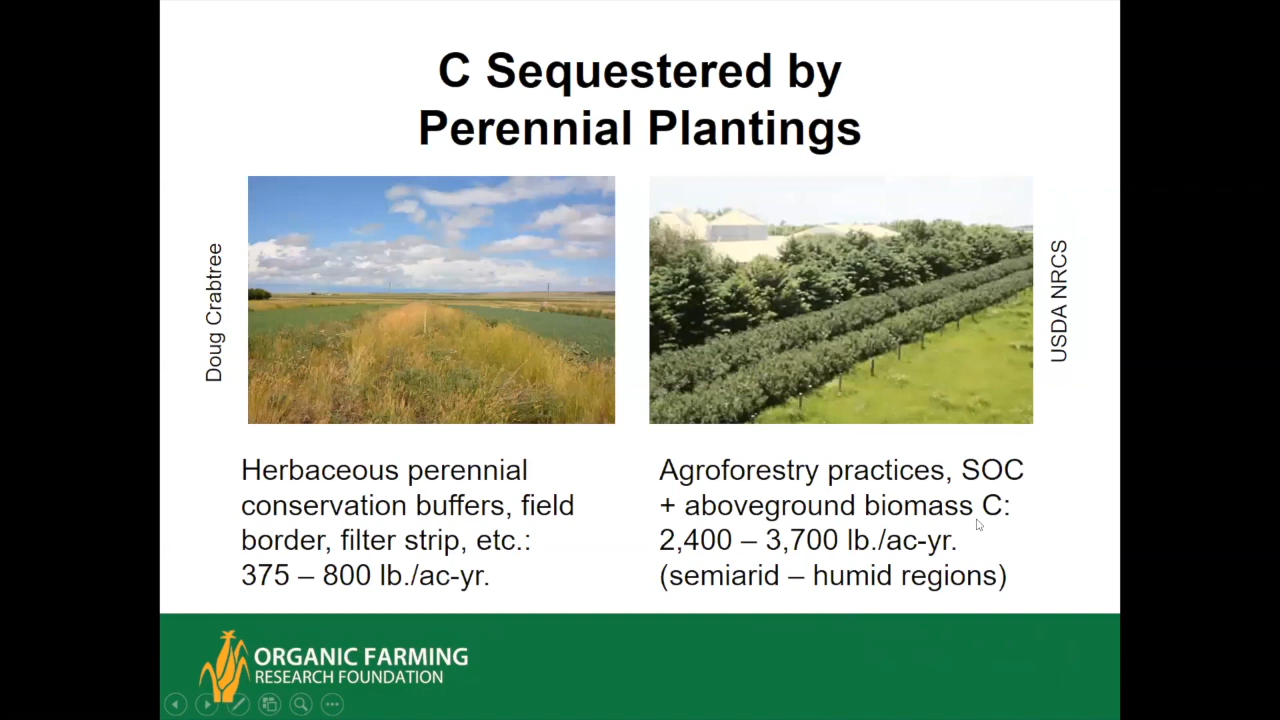 C Sequestered by
Perennial Plantings
Doug Crabtree
USDA NRCS
Herbaceous perennial
conservation buffers, field
border, filter strip, etc.:
375 – 800 lb./ac-yr.
Agroforestry practices, SOC
+ aboveground biomass C:
2,400 – 3,700 lb./ac-yr.
(semiarid – humid regions)
ORGANIC FARMING
RESEARCH FOUNDATION